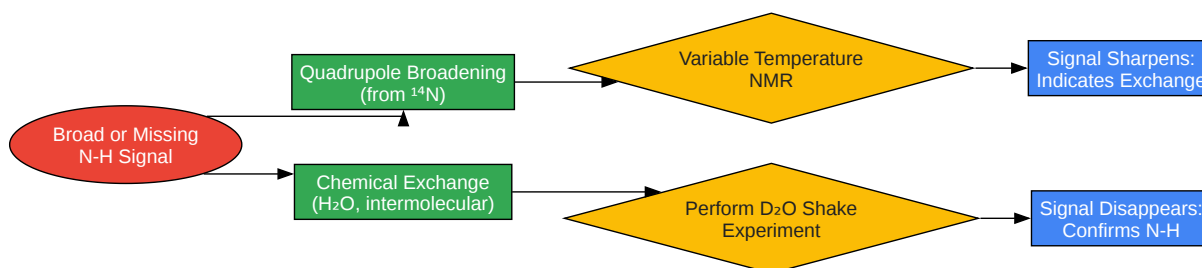 Broad or Missing
N-H Signal
Quadrupole Broadening
(from ¹⁴N)
Variable Temperature
NMR
Signal Sharpens:
Indicates Exchange
Chemical Exchange
(H₂O, intermolecular)
Perform D₂O Shake
Experiment
Signal Disappears:
Confirms N-H